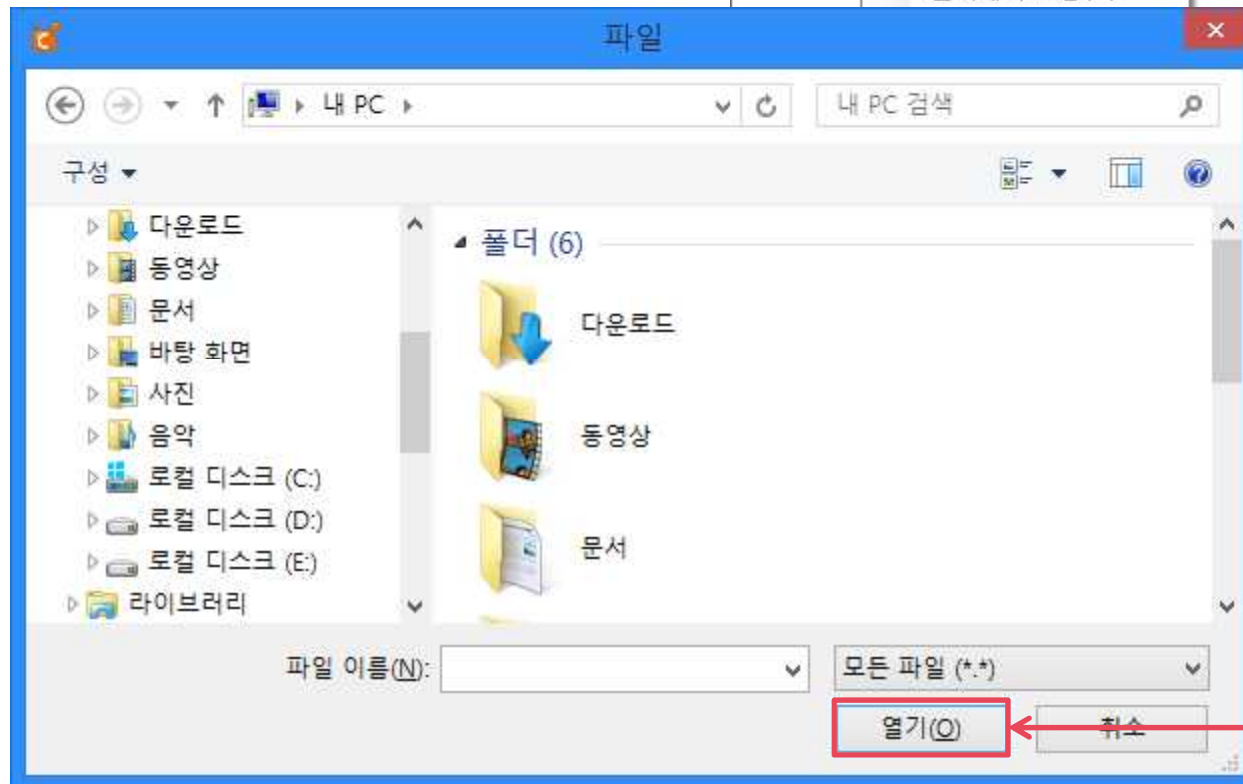 파일
내 PC
내 PC 검색
구성
다운로드
동영상
문서
바탕 화면
사진
음악
로컬 디스크 (C:)
로컬 디스크 (D:)
로컬 디스크 (E:)
라이브러리
폴더 (6)
다운로드
동영상
문서
파일 이름(N):
모든 파일 (*.*)
열기(O)
취소